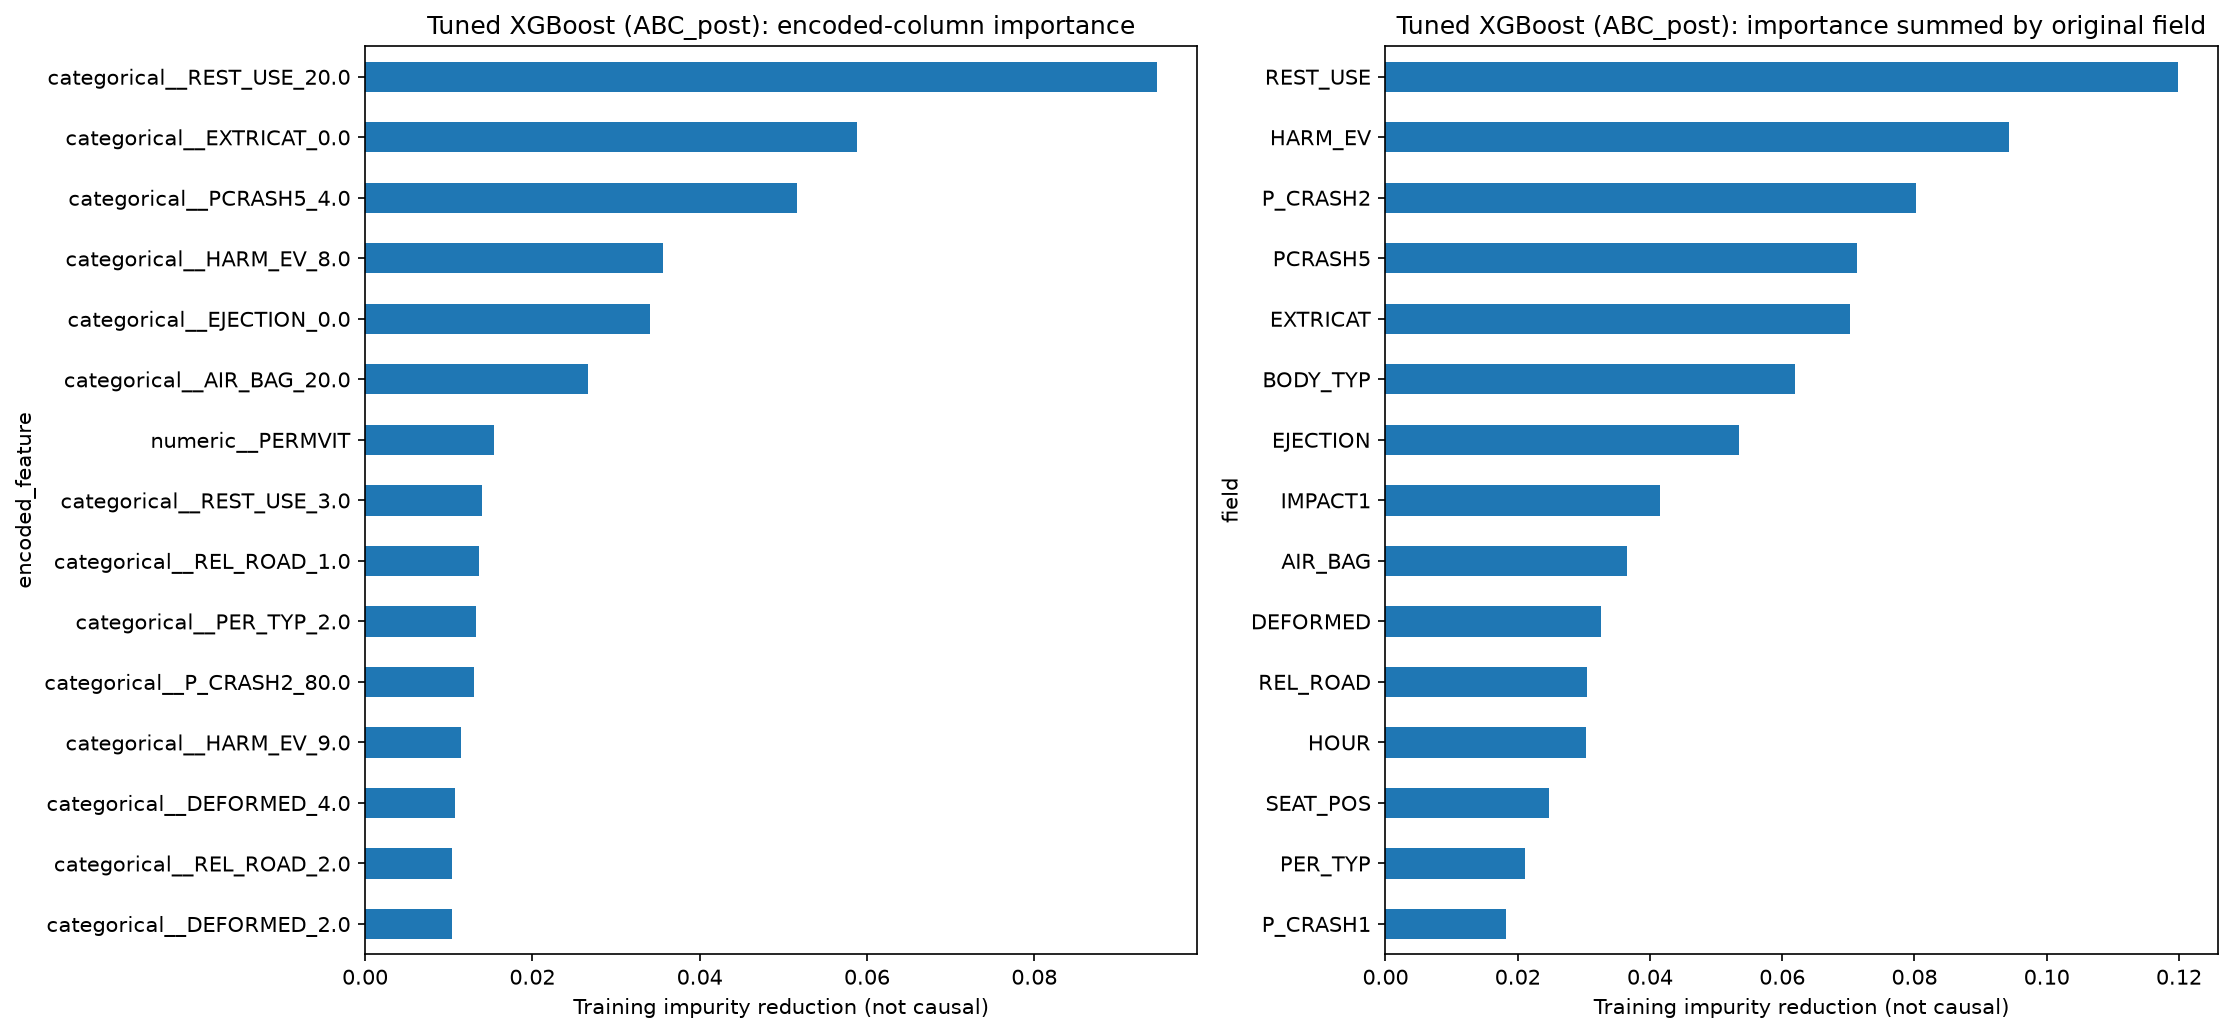 Tuned XGBoost (ABC_post): encoded-column importance
encoded_feature
categorical__REST_USE_20.0
categorical__EXTRICAT_0.0
categorical__PCRASH5_4.0
categorical__HARM_EV_8.0
categorical__EJECTION_0.0
categorical__AIR_BAG_20.0
numeric__PERMVIT
categorical__REST_USE_3.0
categorical__REL_ROAD_1.0
categorical__PER_TYP_2.0
categorical__P_CRASH2_80.0
categorical__HARM_EV_9.0
categorical__DEFORMED_4.0
categorical__REL_ROAD_2.0
categorical__DEFORMED_2.0
0.00 0.02 0.04 0.06 0.08
Training impurity reduction (not causal)
Tuned XGBoost (ABC_post): importance summed by original field
field
REST_USE
HARM_EV
P_CRASH2
PCRASH5
EXTRICAT
BODY_TYP
EJECTION
IMPACT1
AIR_BAG
DEFORMED
REL_ROAD
HOUR
SEAT_POS
PER_TYP
P_CRASH1
0.00 0.02 0.04 0.06 0.08 0.10 0.12
Training impurity reduction (not causal)